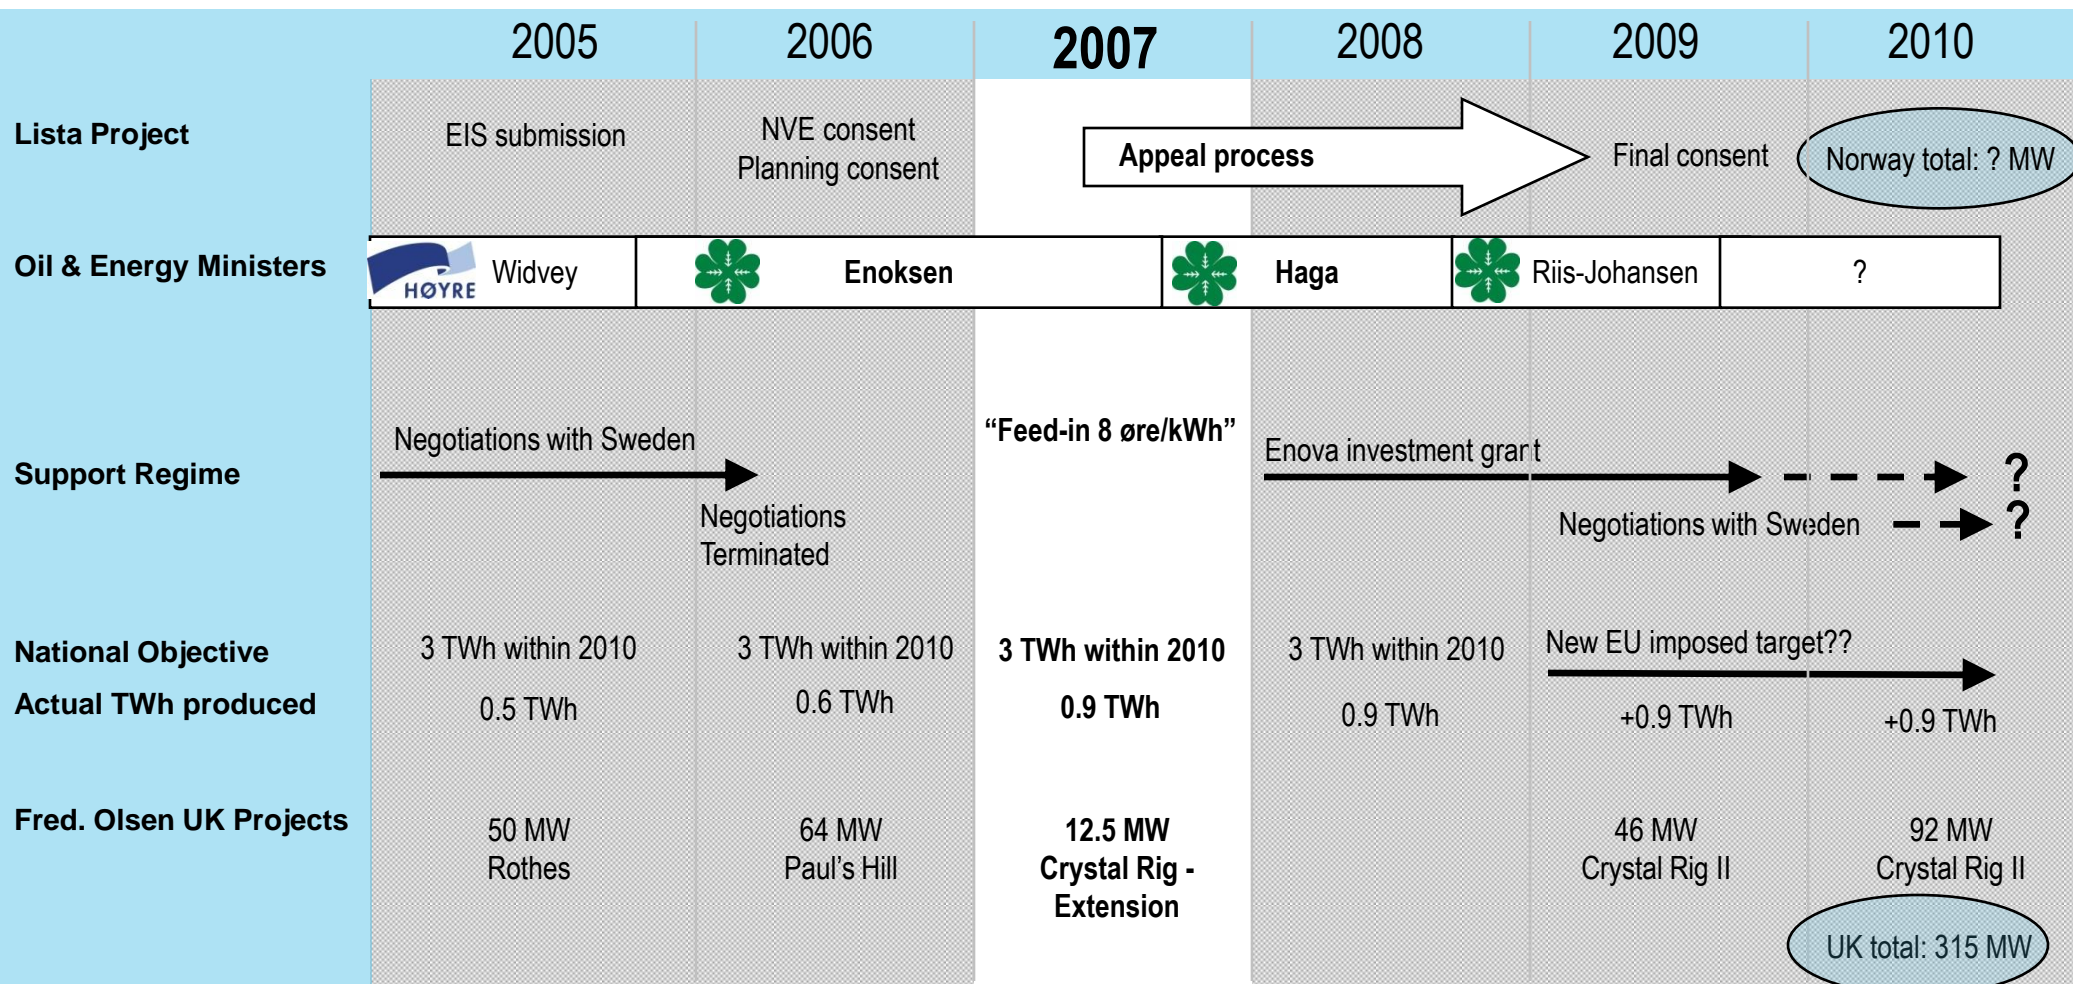 2005 2006 2007 2008 2009 2010
Lista Project
EIS submission
NVE consent
Planning consent
Appeal process
Final consent
Norway total: ? MW
Oil & Energy Ministers
HØYRE
Widvey
Enoksen
Haga
Riis-Johansen
?
Support Regime
Negotiations with Sweden
Negotiations
Terminated
“Feed-in 8 øre/kWh”
Enova investment grant
?
Negotiations with Sweden
?
National Objective
3 TWh within 2010
3 TWh within 2010
3 TWh within 2010
3 TWh within 2010
New EU imposed target??
Actual TWh produced
0.5 TWh
0.6 TWh
0.9 TWh
0.9 TWh
+0.9 TWh
+0.9 TWh
Fred. Olsen UK Projects
50 MW
Rothes
64 MW
Paul’s Hill
12.5 MW
Crystal Rig -
Extension
46 MW
Crystal Rig II
92 MW
Crystal Rig II
UK total: 315 MW